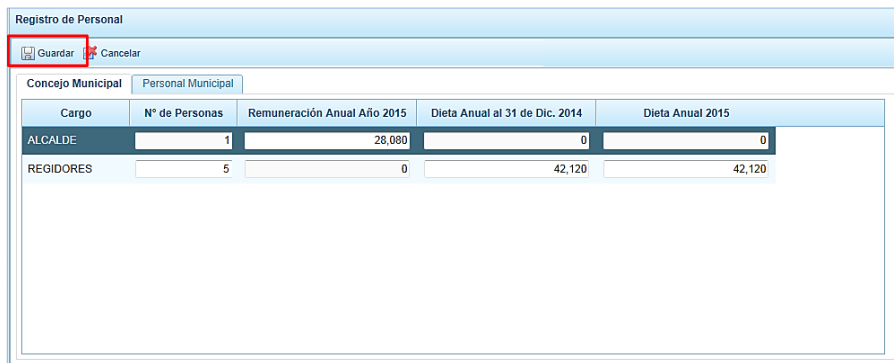 Registro de Personal
Guardar Cancelar
Concejo Municipal Personal Municipal
Cargo Nº de Personas Remuneración Anual Año 2015 Dieta Anual al 31 de Dic. 2014 Dieta Anual 2015
ALCALDE 1 28,080 0 0
REGIDORES 5 0 42,120 42,120